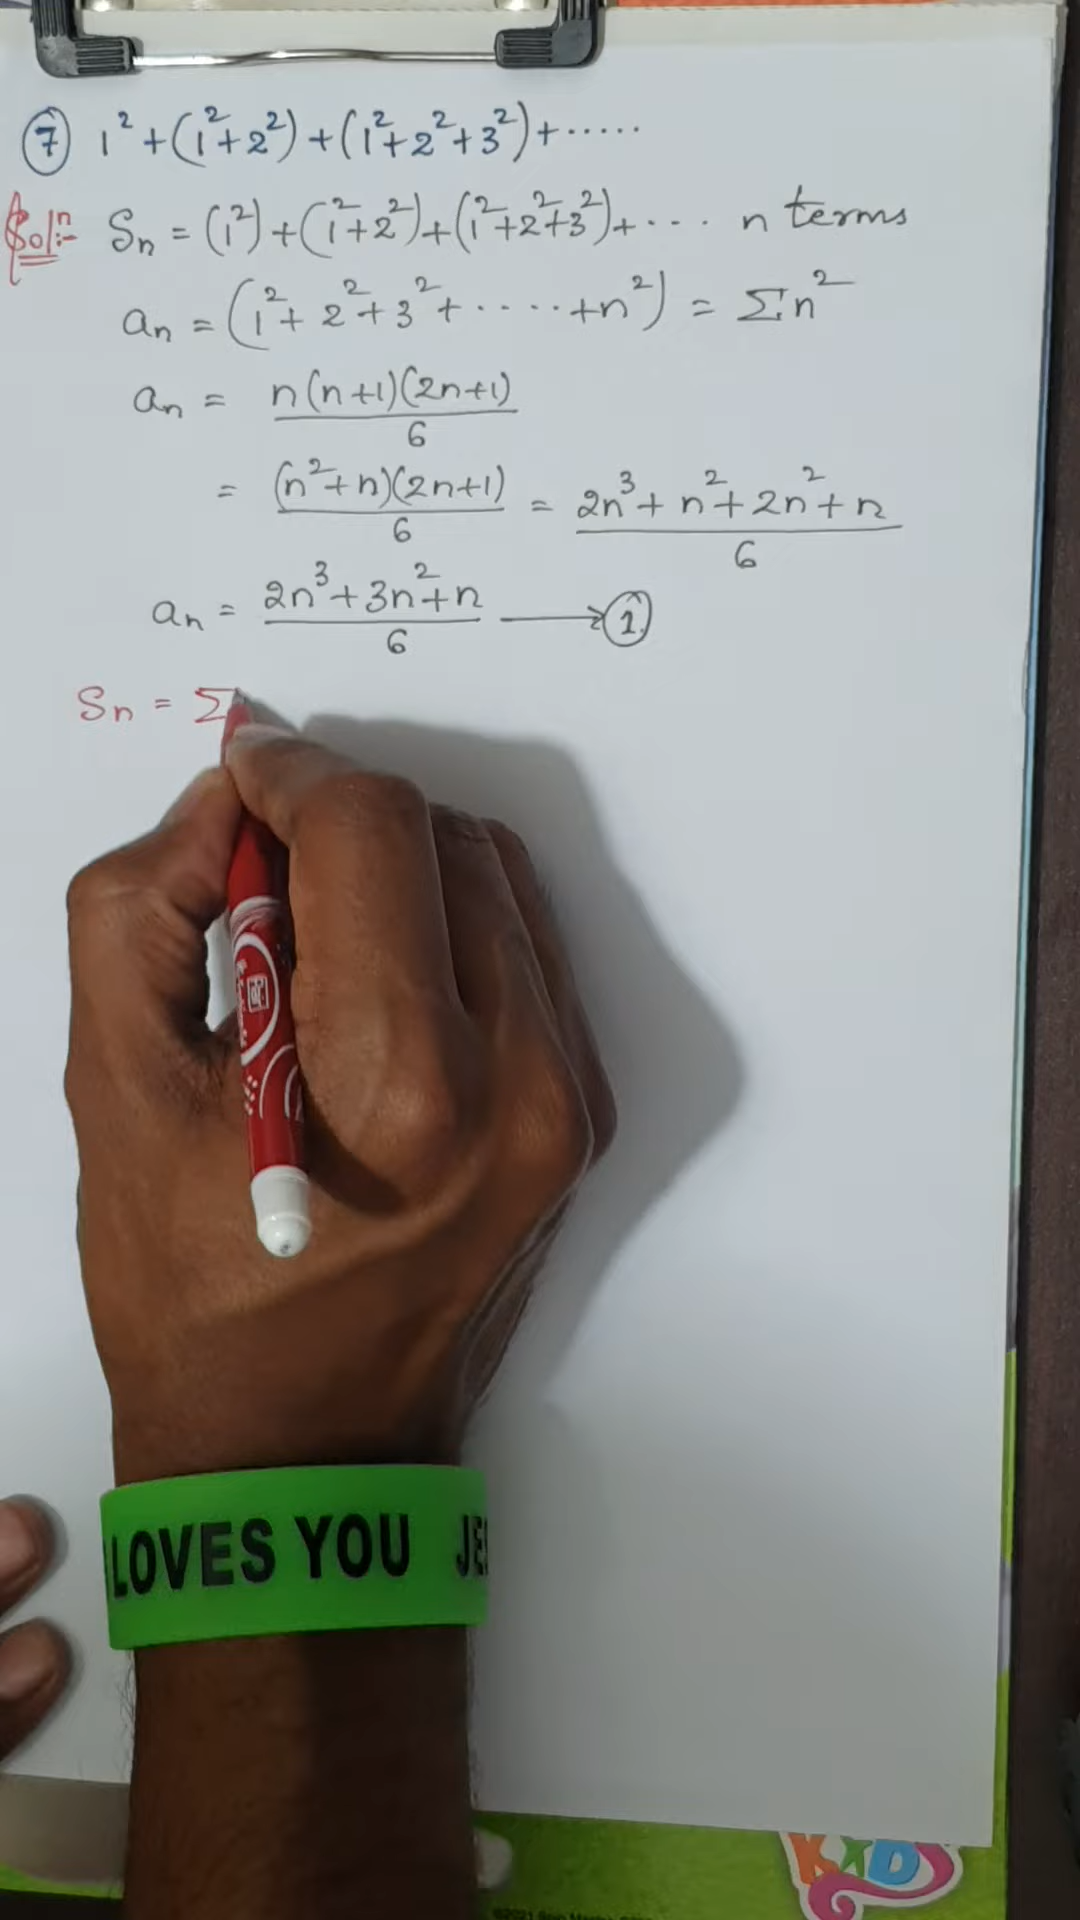 ⑦ 1² + (1² + 2²) + (1² + 2² + 3²) + ......
Solⁿ:- Sₙ = (1²) + (1² + 2²) + (1² + 2² + 3²) + .... n terms
aₙ = (1² + 2² + 3² + ..... + n²) = Σn²
aₙ = n(n+1)(2n+1) / 6
= (n² + n)(2n+1) / 6 = 2n³ + n² + 2n² + n / 6
aₙ = 2n³ + 3n² + n / 6 ⟶ ①
Sₙ = Σ
LOVES YOU
KID